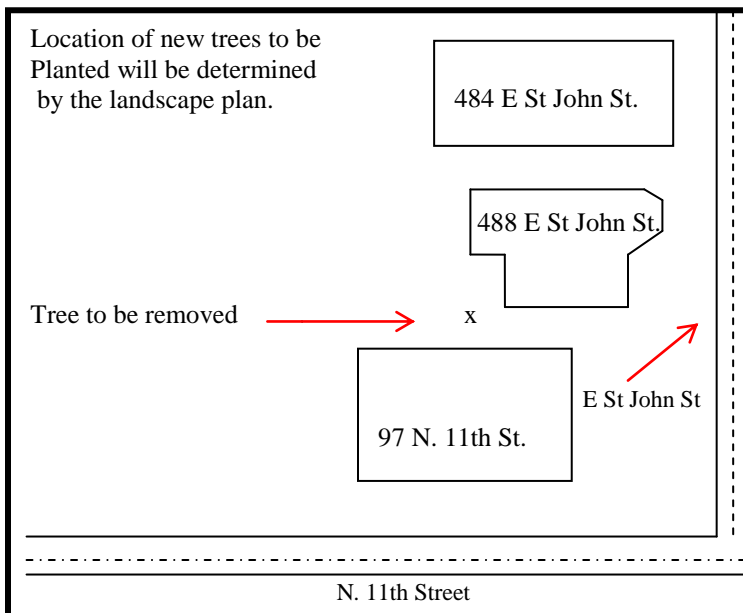 Location of new trees to be
Planted will be determined
by the landscape plan.
484 E St John St.
488 E St John St.
Tree to be removed
x
E St John St
97 N. 11th St.
N. 11th Street